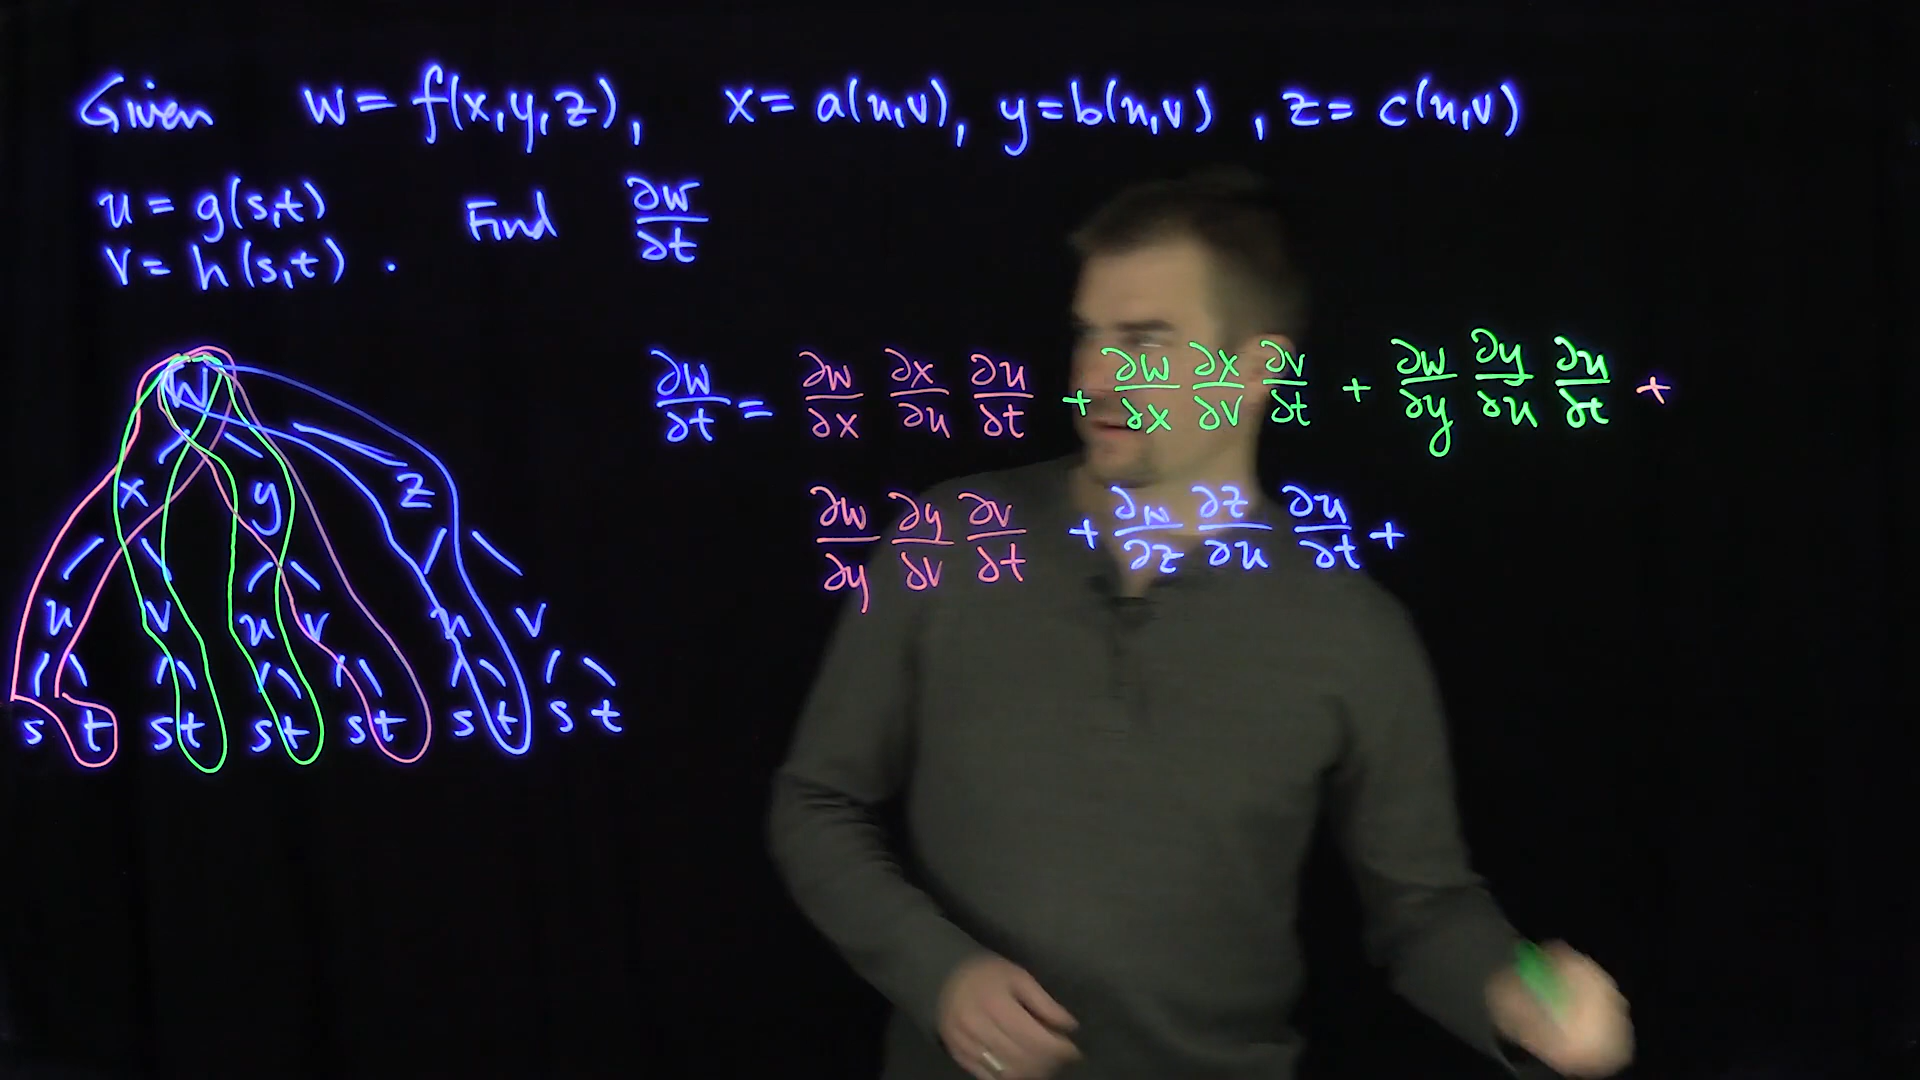 Given w = f(x,y,z), x = a(u,v), y = b(u,v), z = c(u,v)
u = g(s,t)
v = h(s,t). Find ∂w/∂t
∂w/∂t = ∂w/∂x ∂x/∂u ∂u/∂t + ∂w/∂x ∂x/∂v ∂v/∂t + ∂w/∂y ∂y/∂u ∂u/∂t +
∂w/∂y ∂y/∂v ∂v/∂t + ∂w/∂z ∂z/∂u ∂u/∂t +
w
x y z
u v u v u v
s t s t s t s t s t s t